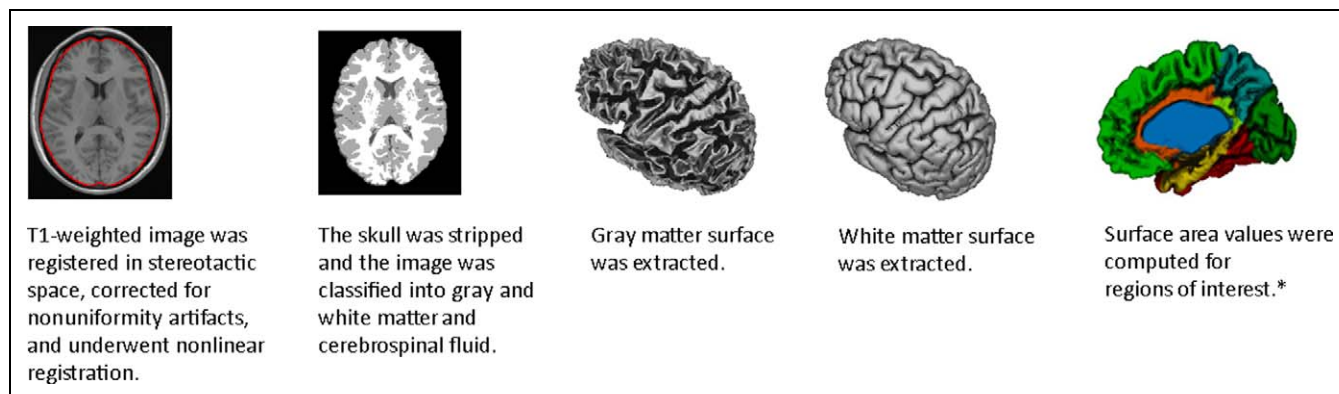 T1-weighted image was
registered in stereotactic
space, corrected for
nonuniformity artifacts,
and underwent nonlinear
registration.
The skull was stripped
and the image was
classified into gray and
white matter and
cerebrospinal fluid.
Gray matter surface
was extracted.
White matter surface
was extracted.
Surface area values were
computed for
regions of interest.*